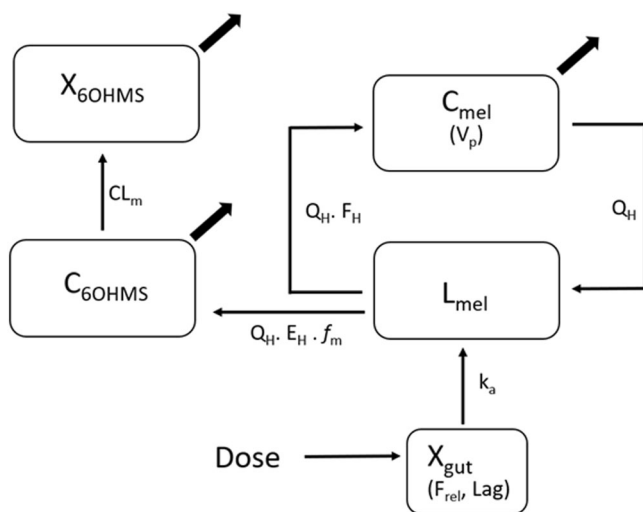 X6OHMS
Cmel
(Vp)
CLm
QH. FH
QH
C6OHMS
Lmel
QH. EH . fm
ka
Dose
Xgut
(Frel, Lag)